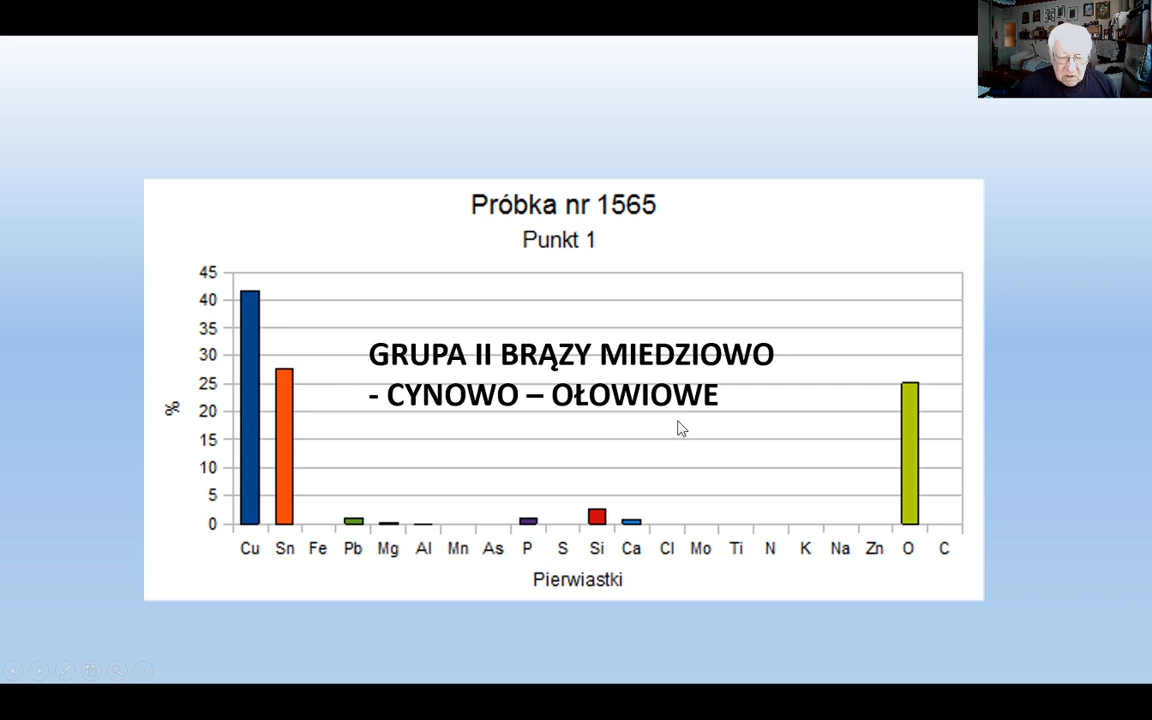 Próbka nr 1565
Punkt 1
45
40
35
30
25
20
15
10
5
0
%
GRUPA II BRĄZY MIEDZIOWO
- CYNOWO – OŁOWIOWE
Cu Sn Fe Pb Mg Al Mn As P S Si Ca Cl Mo Ti N K Na Zn O C
Pierwiastki